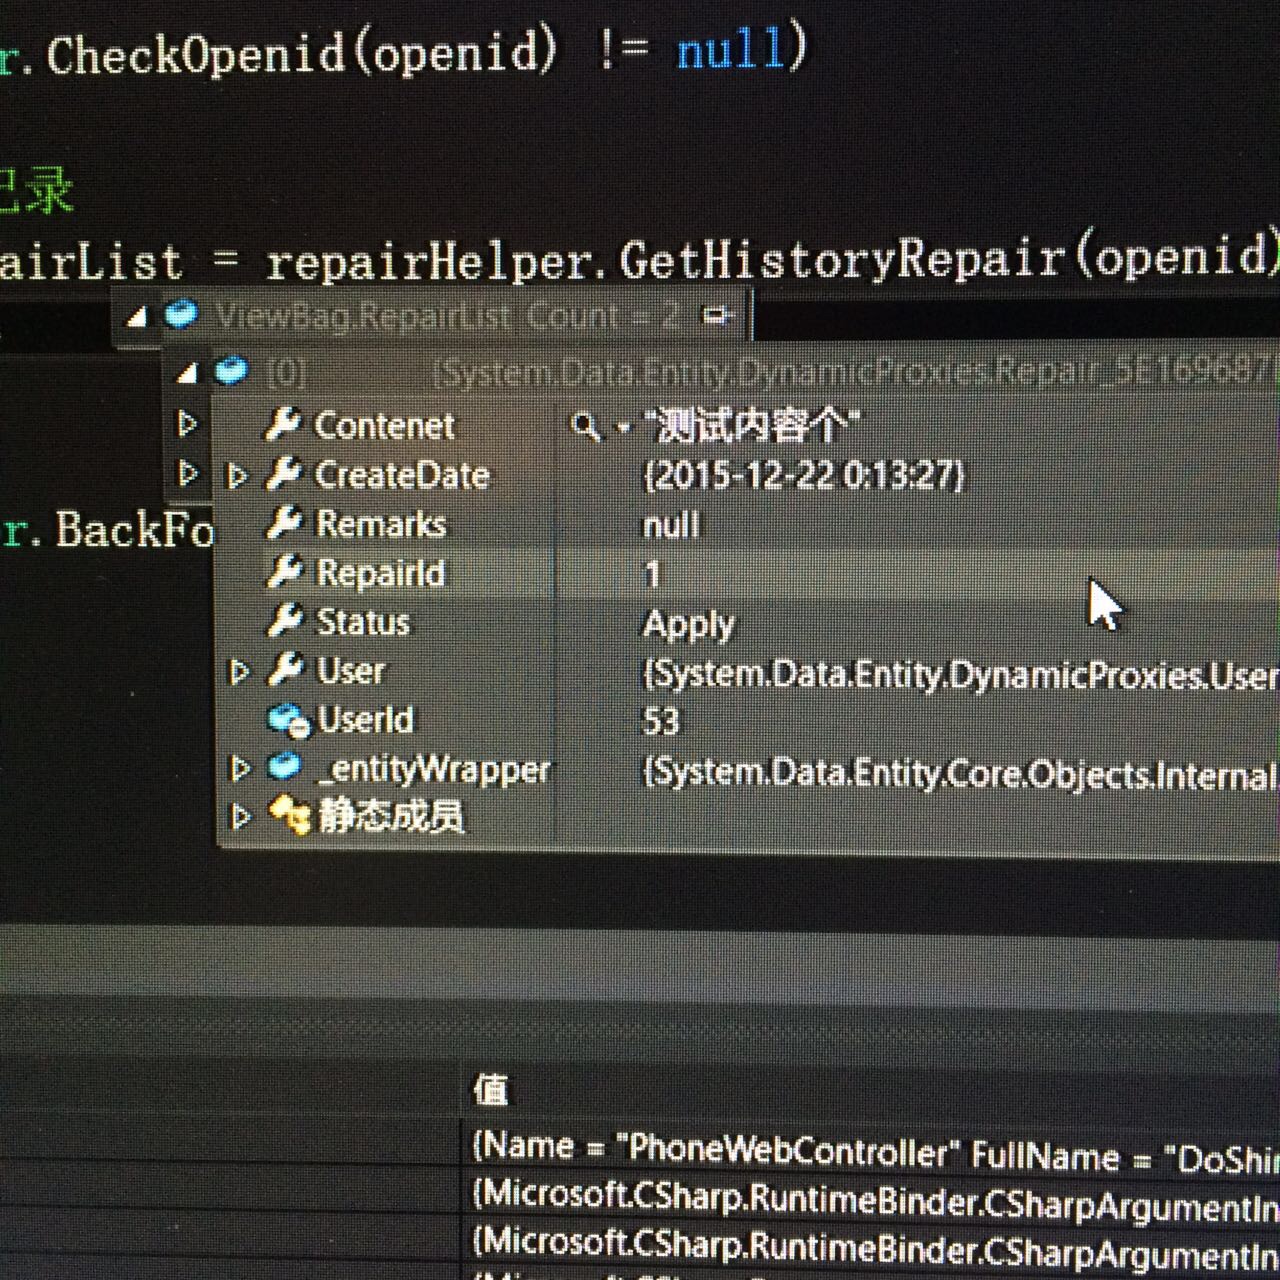 r.CheckOpenid(openid) != null)
记录
airList = repairHelper.GetHistoryRepair(openid)
ViewBag.RepairList Count = 2
[0] {System.Data.Entity.DynamicProxies.Repair_5E169687
Contenet "测试内容个"
CreateDate {2015-12-22 0:13:27}
Remarks null
r.BackFo
RepairId 1
Status Apply
User {System.Data.Entity.DynamicProxies.User
UserId 53
_entityWrapper {System.Data.Entity.Core.Objects.Internal.
静态成员
值
{Name = "PhoneWebController" FullName = "DoShin
{Microsoft.CSharp.RuntimeBinder.CSharpArgumentIn
{Microsoft.CSharp.RuntimeBinder.CSharpArgumentIn